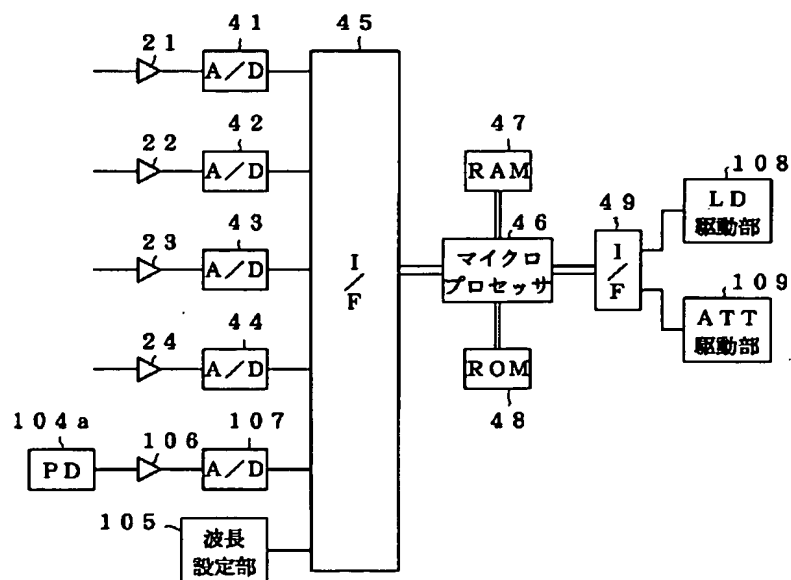 21
41
45
A/D
22
42
A/D
47
RAM
108
LD
駆動部
23
43
A/D
46
マイクロ
プロセッサ
49
I/F
I/F
109
ATT
駆動部
24
44
A/D
ROM
48
104a
106
107
PD
A/D
105
波長
設定部